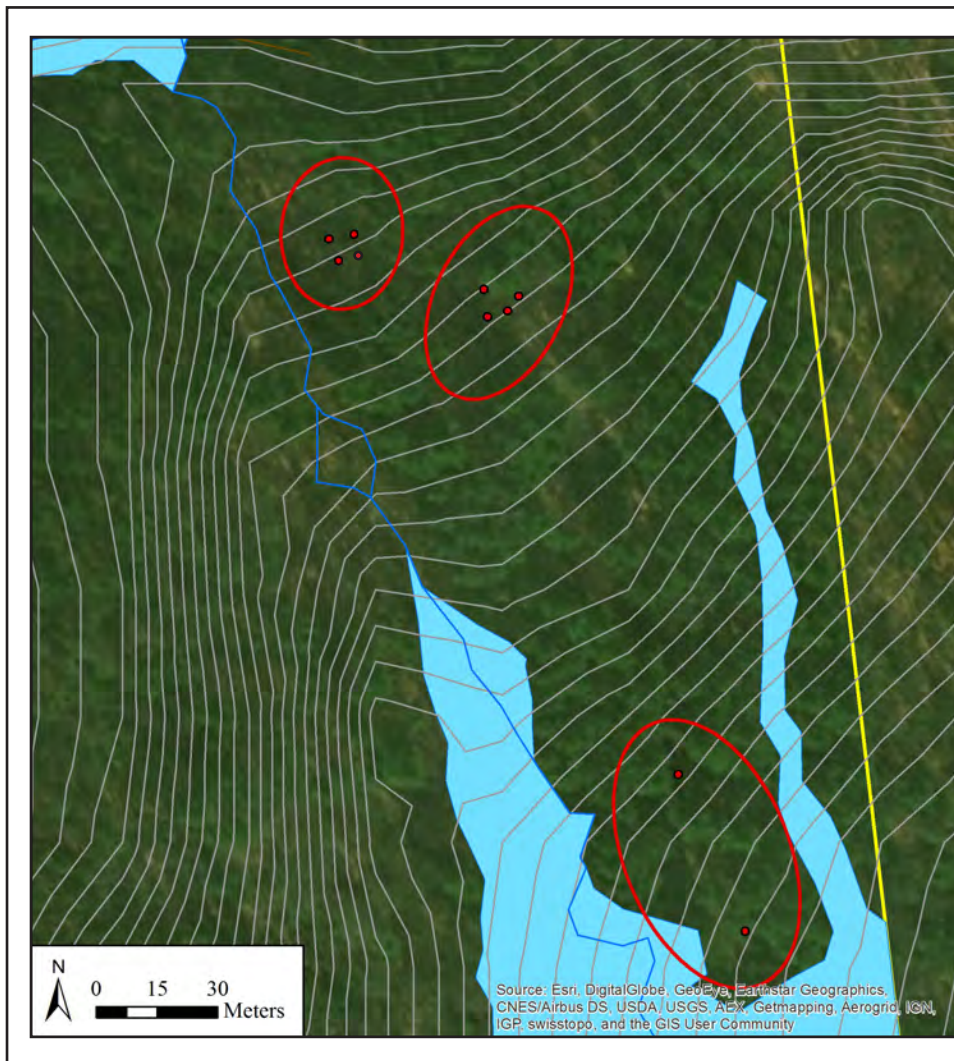 N
0 15 30
Meters
Source: Esri, DigitalGlobe, GeoEye, Earthstar Geographics,
CNES/Airbus DS, USDA, USGS, AEX, Getmapping, Aerogrid, IGN,
IGP, swisstopo, and the GIS User Community